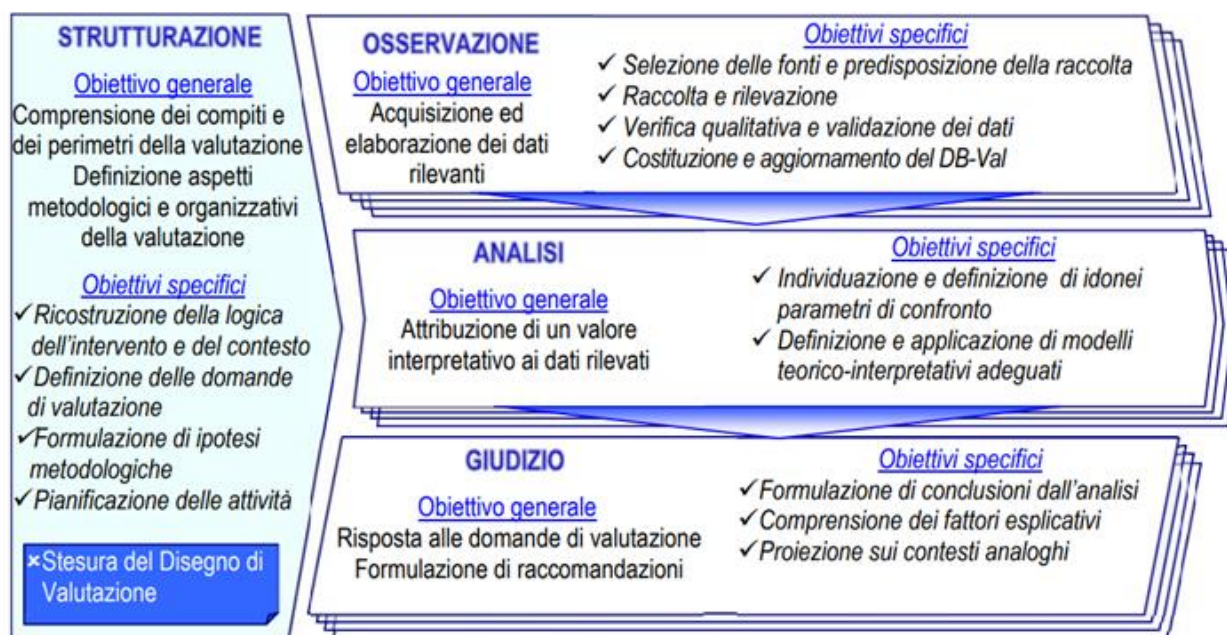 STRUTTURAZIONE
Obiettivo generale
Comprensione dei compiti e
dei perimetri della valutazione
Definizione aspetti
metodologici e organizzativi
della valutazione
Obiettivi specifici
✓Ricostruzione della logica
dell'intervento e del contesto
✓Definizione delle domande
di valutazione
✓Formulazione di ipotesi
metodologiche
✓Pianificazione delle attività
×Stesura del Disegno di
Valutazione
OSSERVAZIONE
Obiettivo generale
Acquisizione ed
elaborazione dei dati
rilevanti
Obiettivi specifici
✓ Selezione delle fonti e predisposizione della raccolta
✓ Raccolta e rilevazione
✓ Verifica qualitativa e validazione dei dati
✓ Costituzione e aggiornamento del DB-Val
ANALISI
Obiettivo generale
Attribuzione di un valore
interpretativo ai dati rilevati
Obiettivi specifici
✓ Individuazione e definizione di idonei
parametri di confronto
✓ Definizione e applicazione di modelli
teorico-interpretativi adeguati
GIUDIZIO
Obiettivo generale
Risposta alle domande di valutazione
Formulazione di raccomandazioni
Obiettivi specifici
✓Formulazione di conclusioni dall'analisi
✓Comprensione dei fattori esplicativi
✓Proiezione sui contesti analoghi